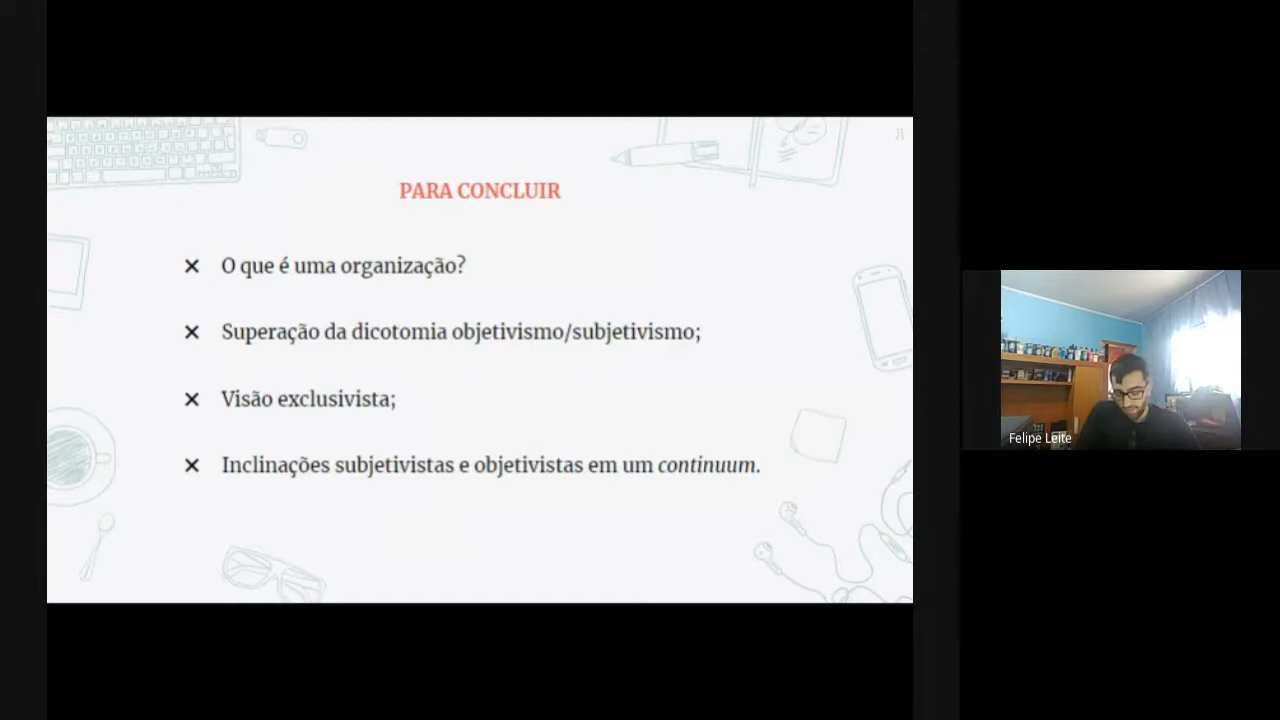 PARA CONCLUIR
O que é uma organização?
Superação da dicotomia objetivismo/subjetivismo;
Visão exclusivista;
Inclinações subjetivistas e objetivistas em um continuum.
Felipe Leite